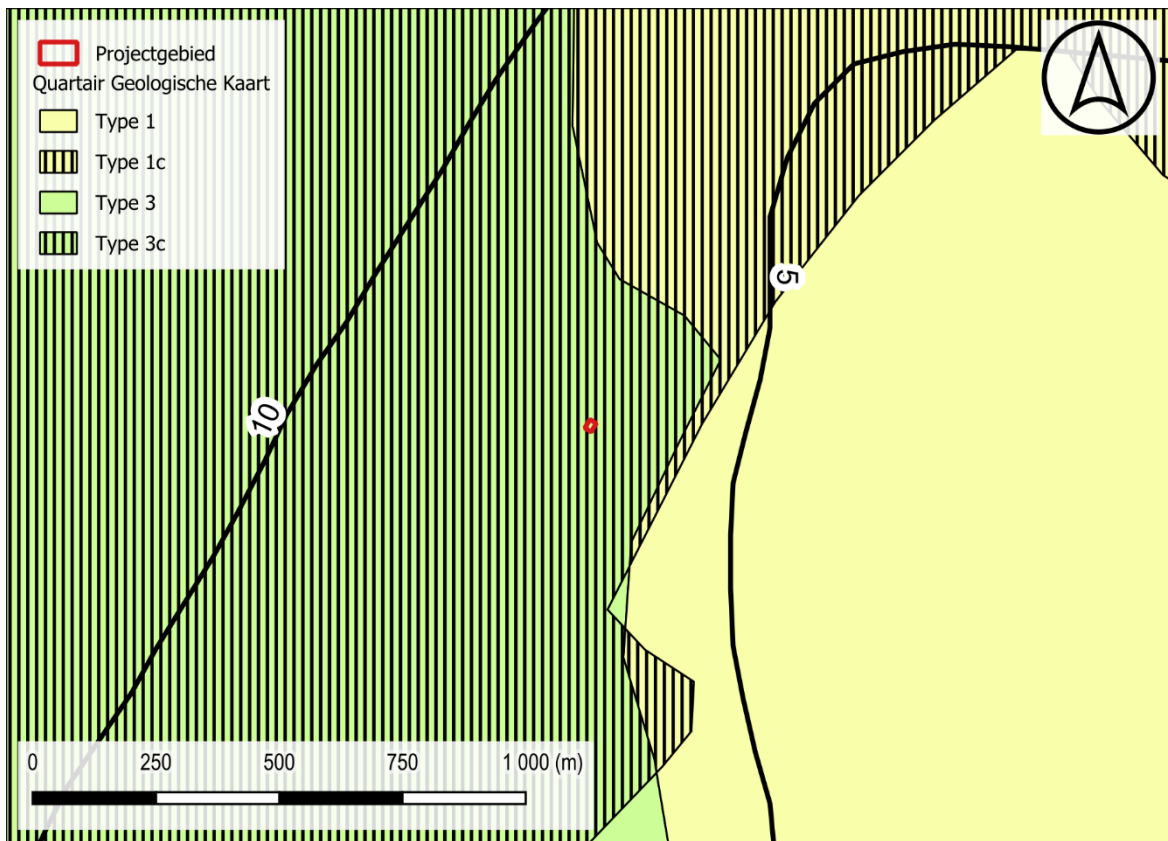 Projectgebied
Quartair Geologische Kaart
Type 1
Type 1c
Type 3
Type 3c
5
10
0 250 500 750 1 000 (m)